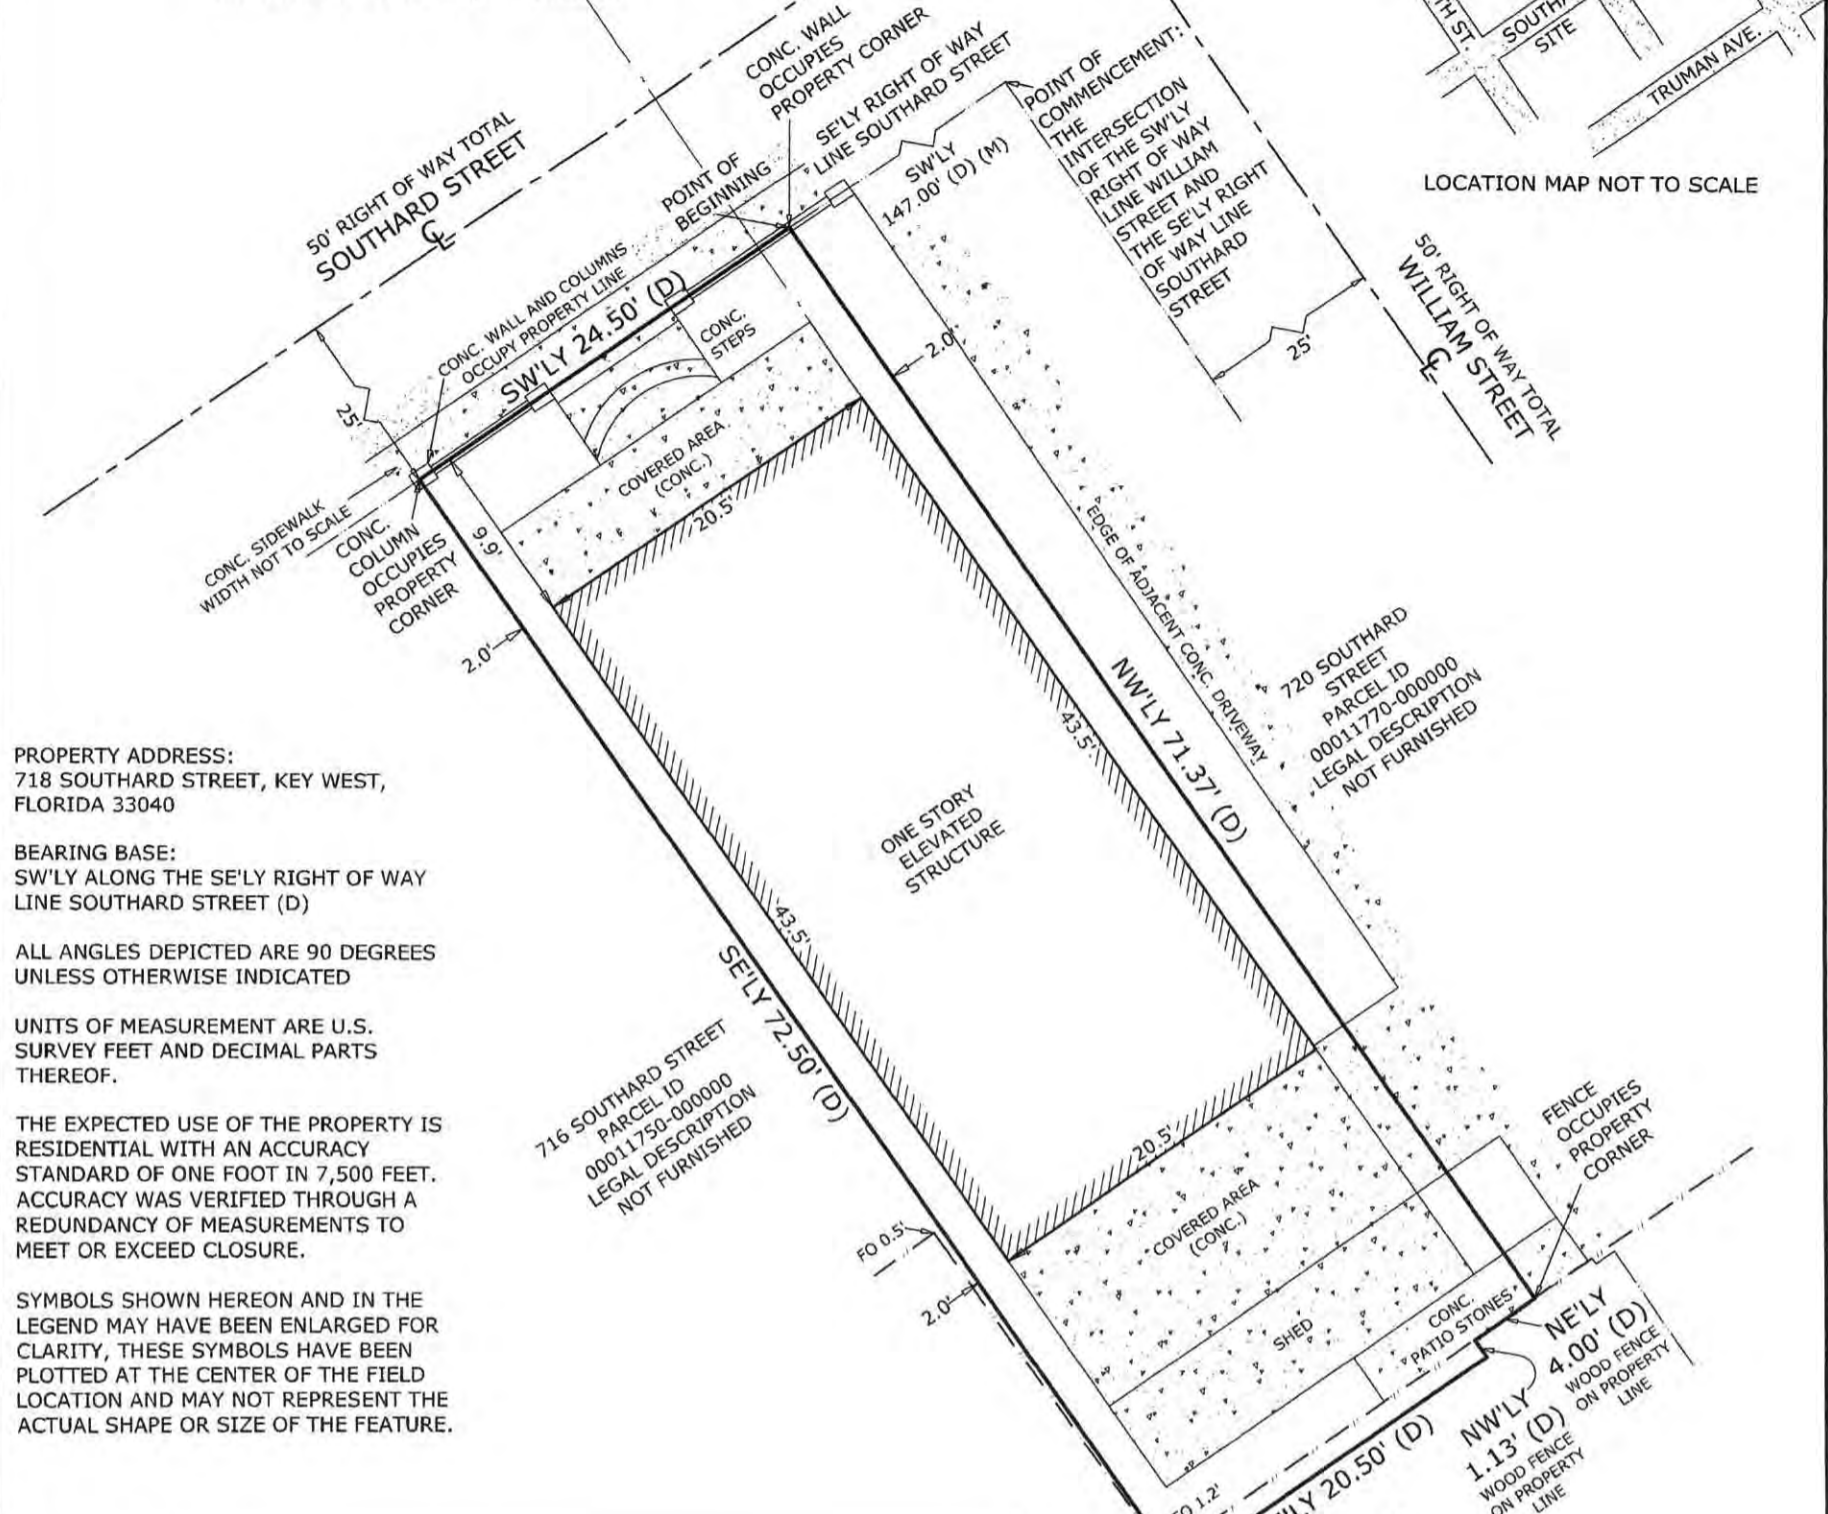 CONC. WALL
OCCUPIES
PROPERTY CORNER
SE'LY RIGHT OF WAY
LINE SOUTHARD STREET
POINT OF
COMMENCEMENT:
THE
INTERSECTION
OF THE SW'LY
RIGHT OF WAY
LINE WILLIAM
STREET AND
THE SE'LY RIGHT
OF WAY LINE
SOUTHARD
STREET
TH ST.
SITE
TRUMAN AVE.
LOCATION MAP NOT TO SCALE
50' RIGHT OF WAY TOTAL
SOUTHARD STREET
CL
POINT OF
BEGINNING
SW'LY
147.00' (D) (M)
50' RIGHT OF WAY TOTAL
WILLIAM STREET
CL
25'
25'
CONC. WALL AND COLUMNS
OCCUPY PROPERTY LINE
SW'LY 24.50' (D)
CONC.
STEPS
2.0'
COVERED AREA
(CONC.)
20.5'
9.9'
CONC. SIDEWALK
WIDTH NOT TO SCALE
CONC.
COLUMN
OCCUPIES
PROPERTY
CORNER
2.0'
EDGE OF ADJACENT CONC. DRIVEWAY
720 SOUTHARD
STREET
PARCEL ID
00011770-000000
LEGAL DESCRIPTION
NOT FURNISHED
NW'LY 71.37' (D)
43.5'
ONE STORY
ELEVATED
STRUCTURE
43.5'
SE'LY 72.50' (D)
716 SOUTHARD STREET
PARCEL ID
00011750-000000
LEGAL DESCRIPTION
NOT FURNISHED
PROPERTY ADDRESS:
718 SOUTHARD STREET, KEY WEST,
FLORIDA 33040
BEARING BASE:
SW'LY ALONG THE SE'LY RIGHT OF WAY
LINE SOUTHARD STREET (D)
ALL ANGLES DEPICTED ARE 90 DEGREES
UNLESS OTHERWISE INDICATED
UNITS OF MEASUREMENT ARE U.S.
SURVEY FEET AND DECIMAL PARTS
THEREOF.
THE EXPECTED USE OF THE PROPERTY IS
RESIDENTIAL WITH AN ACCURACY
STANDARD OF ONE FOOT IN 7,500 FEET.
ACCURACY WAS VERIFIED THROUGH A
REDUNDANCY OF MEASUREMENTS TO
MEET OR EXCEED CLOSURE.
SYMBOLS SHOWN HEREON AND IN THE
LEGEND MAY HAVE BEEN ENLARGED FOR
CLARITY, THESE SYMBOLS HAVE BEEN
PLOTTED AT THE CENTER OF THE FIELD
LOCATION AND MAY NOT REPRESENT THE
ACTUAL SHAPE OR SIZE OF THE FEATURE.
20.5'
COVERED AREA
(CONC.)
FO 0.5'
2.0'
SHED
CONC.
PATIO STONES
FENCE
OCCUPIES
PROPERTY
CORNER
NE'LY
4.00' (D)
WOOD FENCE
ON PROPERTY
LINE
NW'LY
1.13' (D)
WOOD FENCE
ON PROPERTY
LINE
20.50' (D)
1.2'